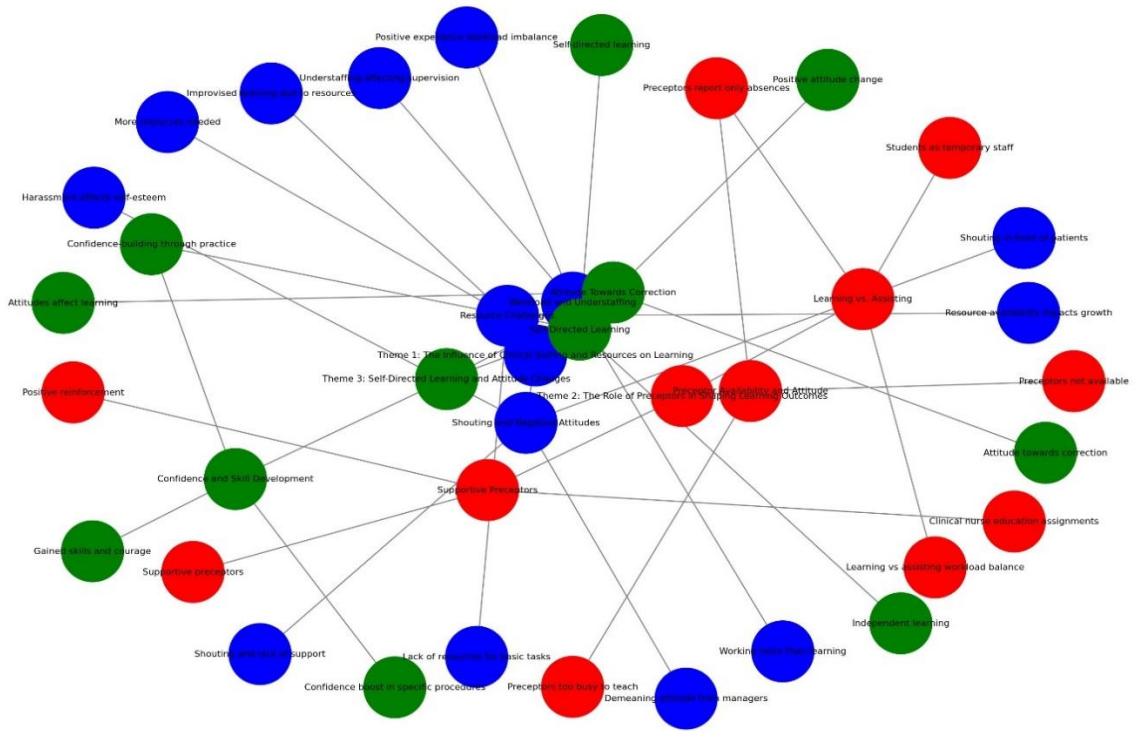 Positive experience workload imbalance
Self-directed learning
Understaffing affecting supervision
Positive attitude change
Preceptors report only absences
Improvised learning due to resources
More resources needed
Students as temporary staff
Harassment affects self-esteem
Shouting in front of patients
Confidence-building through practice
Attitude Towards Correction
Learning vs. Assisting
Attitudes affect learning
Workload and Understaffing
Resource Challenges
Resource availability impacts growth
Self-Directed Learning
Theme 1: The Influence of Clinical Setting and Resources on Learning
Theme 3: Self-Directed Learning and Attitude Changes
Preceptors not available
Positive reinforcement
Preceptor Availability and Attitude
Theme 2: The Role of Preceptors in Shaping Learning Outcomes
Shouting and Negative Attitudes
Attitude towards correction
Confidence and Skill Development
Supportive Preceptors
Clinical nurse education assignments
Gained skills and courage
Learning vs assisting workload balance
Supportive preceptors
Independent learning
Working more than learning
Shouting and lack of support
Lack of resources for basic tasks
Confidence boost in specific procedures
Preceptors too busy to teach
Demeaning attitude from managers